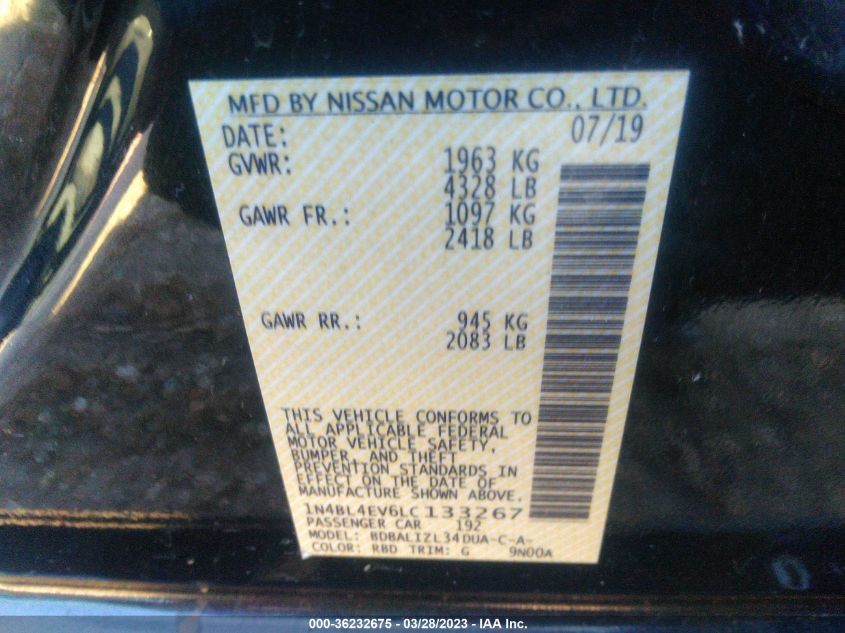 MFD BY NISSAN MOTOR CO., LTD.
DATE: 07/19
GVWR: 1963 KG
4328 LB
GAWR FR.: 1097 KG
2418 LB
GAWR RR.: 945 KG
2083 LB
THIS VEHICLE CONFORMS TO
ALL APPLICABLE FEDERAL
MOTOR VEHICLE SAFETY,
BUMPER, AND THEFT
PREVENTION STANDARDS IN
EFFECT ON THE DATE OF
MANUFACTURE SHOWN ABOVE.
1N4BL4EV6LC133267
PASSENGER CAR 192
MODEL: BDBALIZL34DUA-C-A-
COLOR: RBD TRIM: G 9N00A
000-36232675 - 03/28/2023 - IAA Inc.